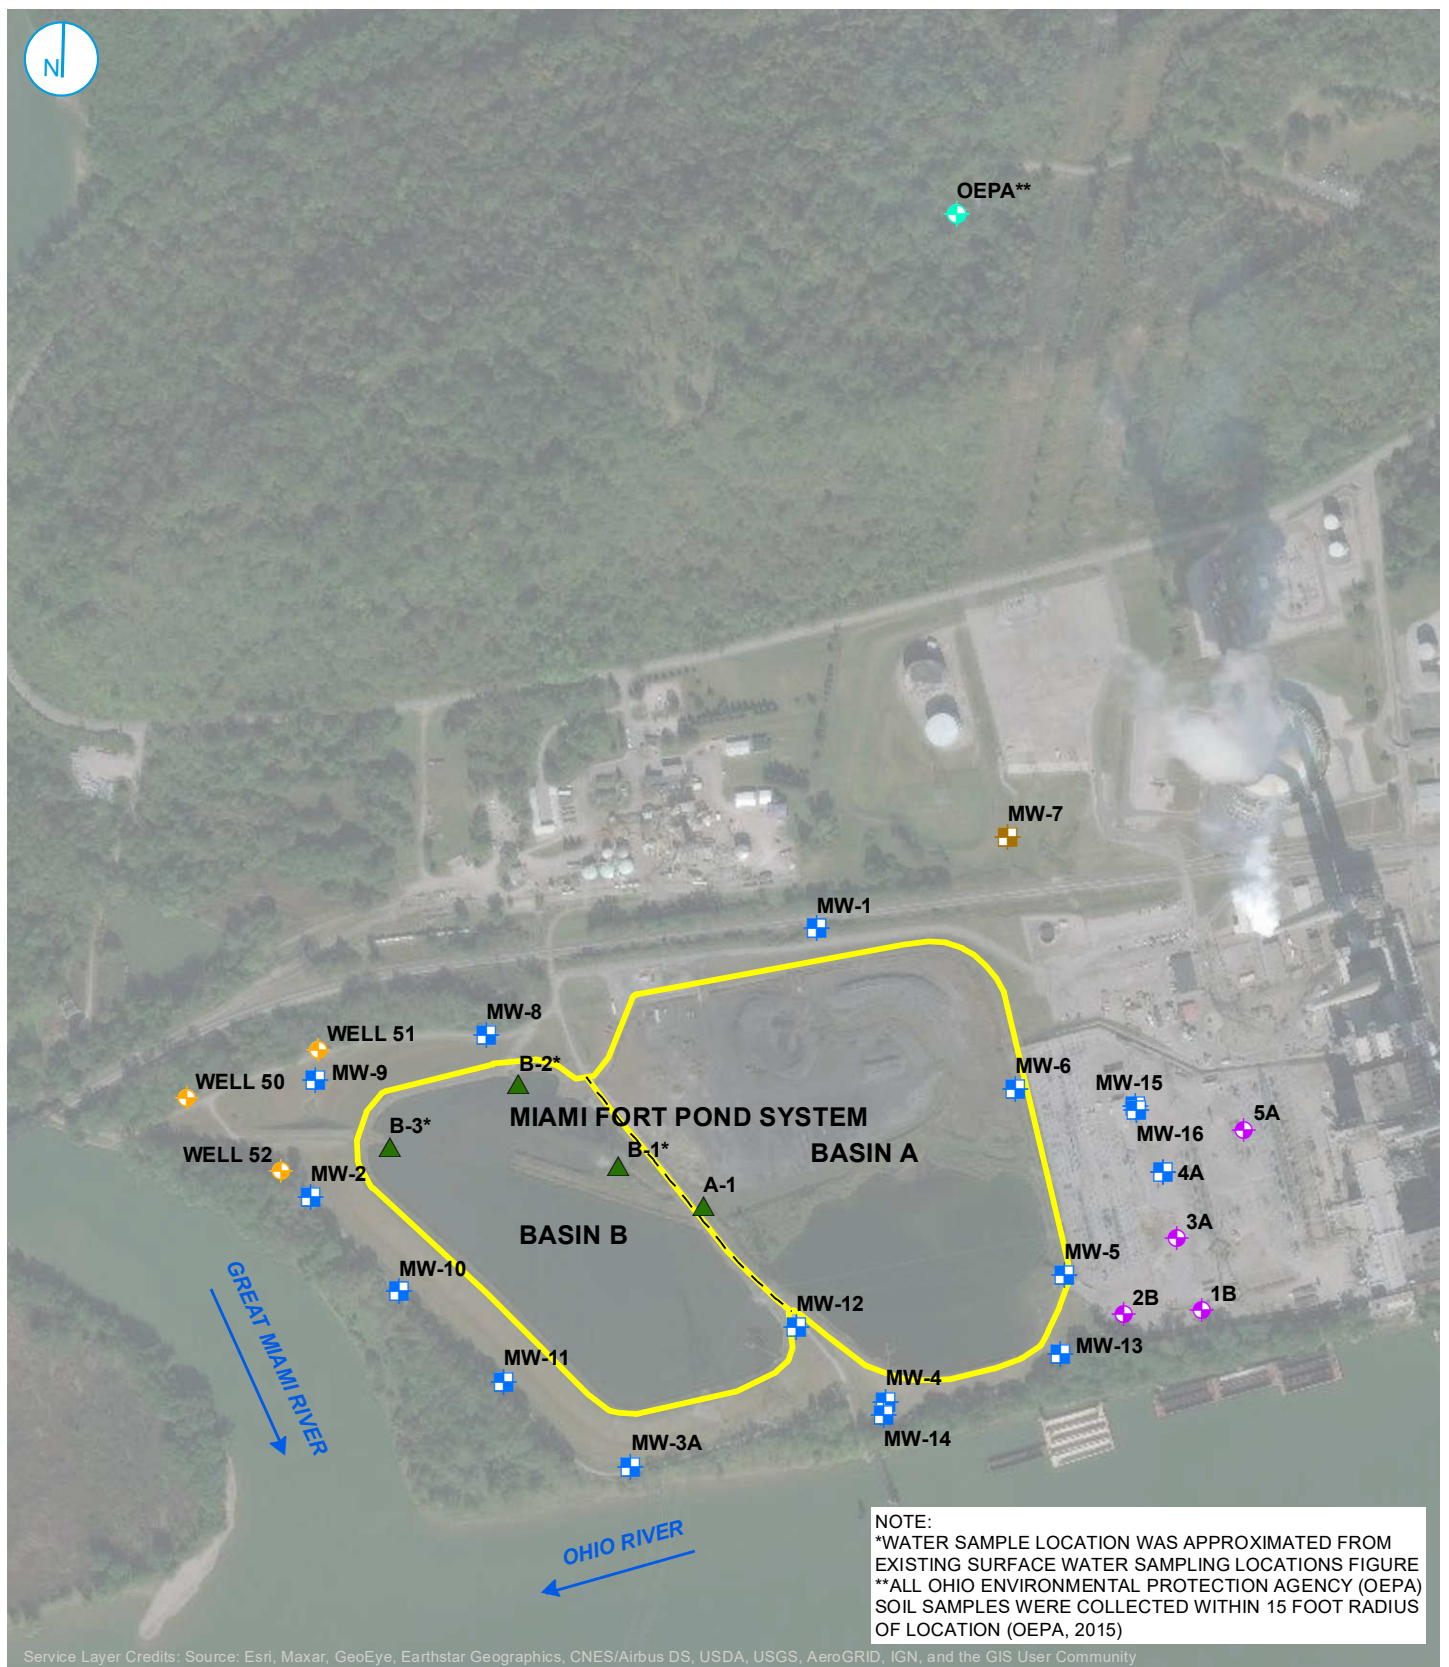 N
OEPA**
MW-7
MW-1
MW-8
WELL 51
B-2*
MW-9
WELL 50
MW-6
MW-15
5A
MIAMI FORT POND SYSTEM
B-3*
MW-16
WELL 52
B-1*
BASIN A
MW-2
A-1
4A
3A
BASIN B
MW-5
MW-10
GREAT MIAMI RIVER
2B
1B
MW-12
MW-13
MW-11
MW-4
MW-14
MW-3A
OHIO RIVER
NOTE:
*WATER SAMPLE LOCATION WAS APPROXIMATED FROM
EXISTING SURFACE WATER SAMPLING LOCATIONS FIGURE
**ALL OHIO ENVIRONMENTAL PROTECTION AGENCY (OEPA)
SOIL SAMPLES WERE COLLECTED WITHIN 15 FOOT RADIUS
OF LOCATION (OEPA, 2015)
Service Layer Credits: Source: Esri, Maxar, GeoEye, Earthstar Geographics, CNES/Airbus DS, USDA, USGS, AeroGRID, IGN, and the GIS User Community